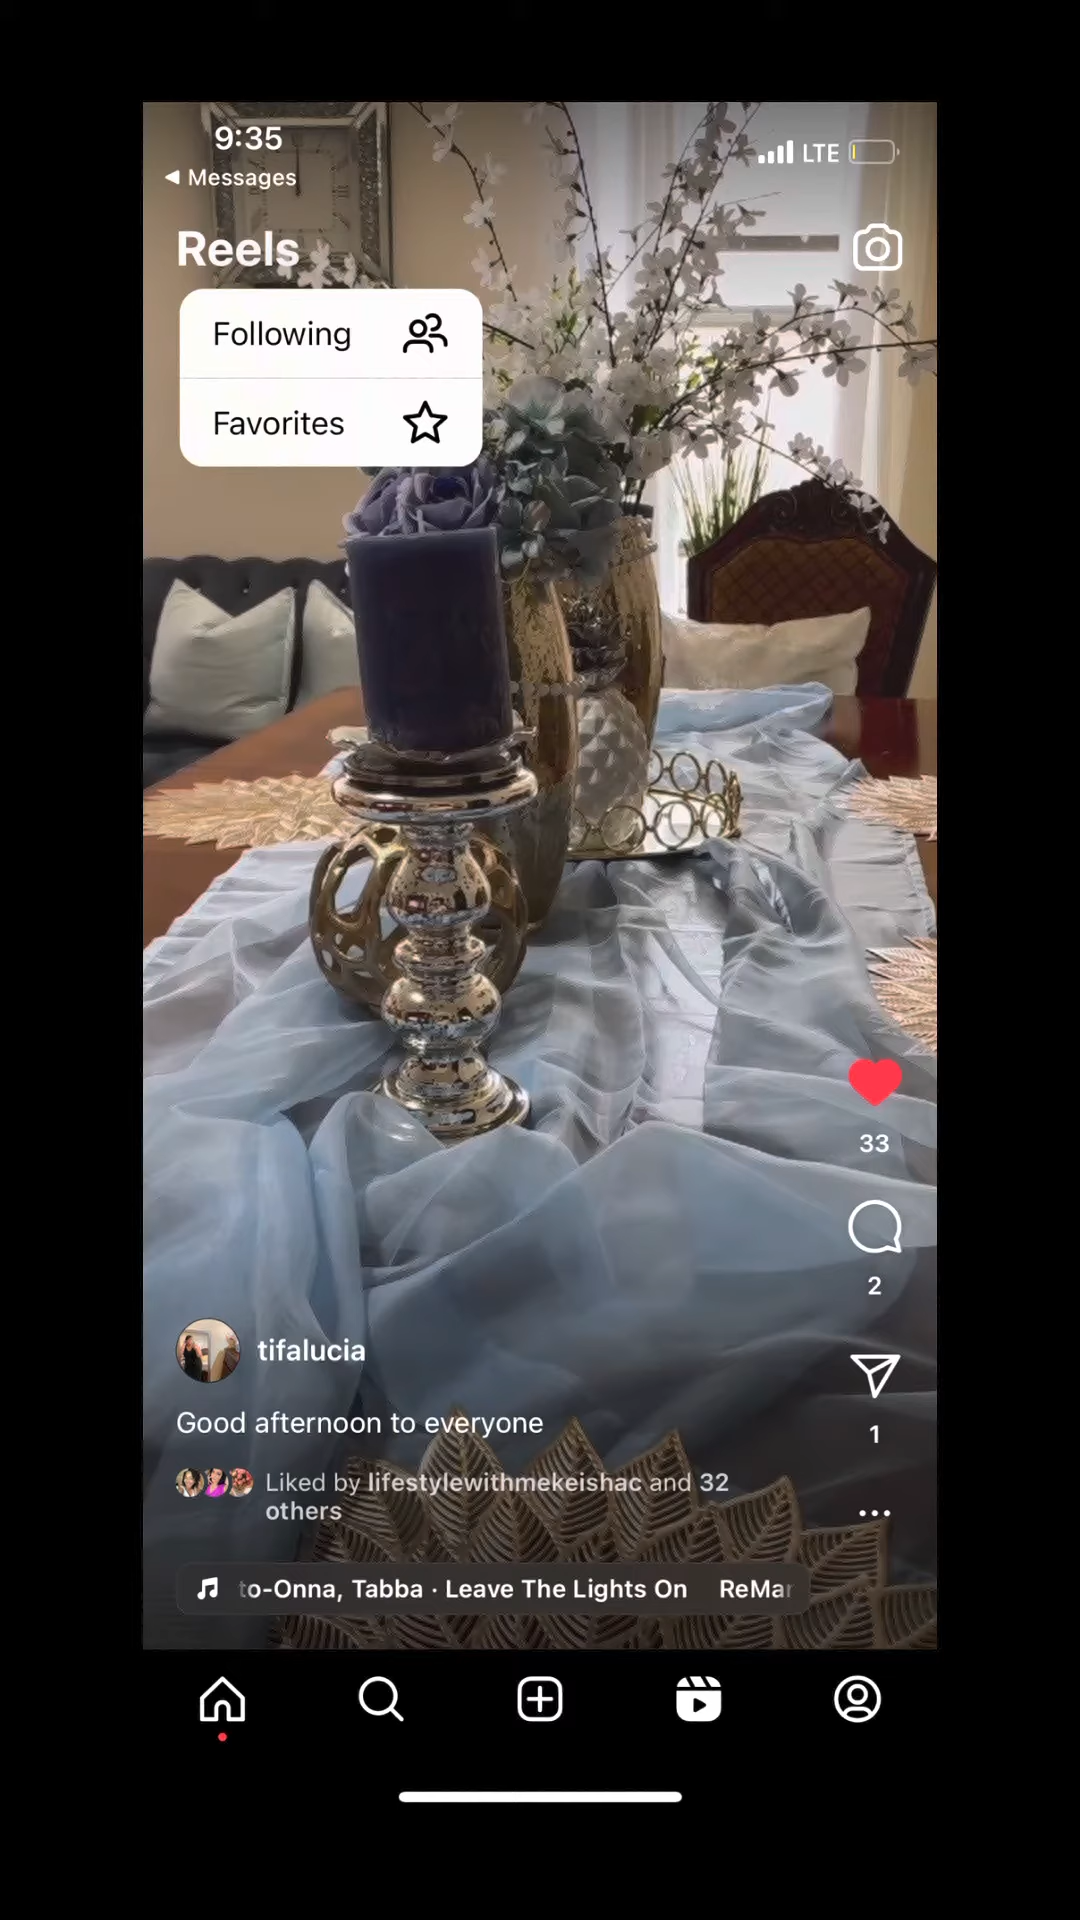 9:35
LTE
Messages
Reels
Following
Favorites
33
2
tifalucia
1
Good afternoon to everyone
Liked by lifestylewithmekeishac and 32
others
to-Onna, Tabba · Leave The Lights On ReMar